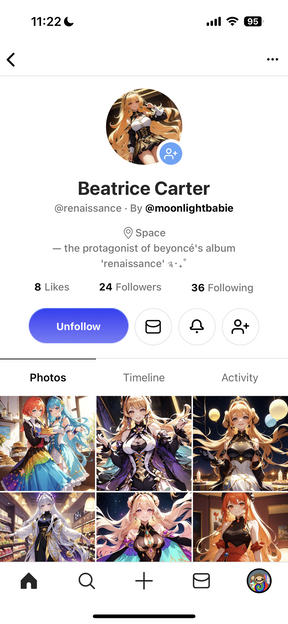 11:22
95
Beatrice Carter
@renaissance · By @moonlightbabie
Space
— the protagonist of beyoncé's album
'renaissance' ༉‧₊˚
8 Likes 24 Followers 36 Following
Unfollow
Photos Timeline Activity